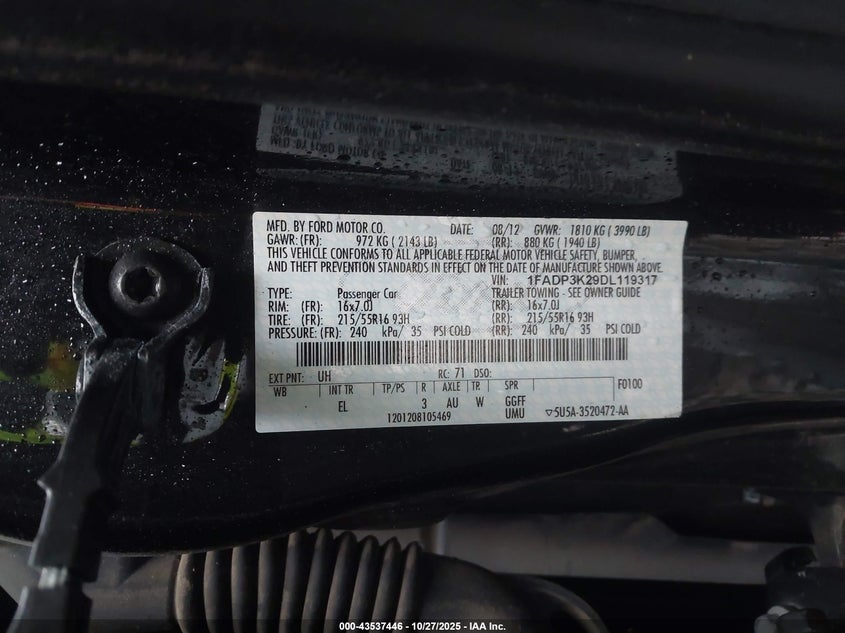 MFD. BY FORD MOTOR CO. DATE: 08/12 GVWR: 1810 KG ( 3990 LB)
GAWR: (FR): 972 KG ( 2143 LB) (RR): 880 KG ( 1940 LB)
THIS VEHICLE CONFORMS TO ALL APPLICABLE FEDERAL MOTOR VEHICLE SAFETY, BUMPER,
AND THEFT PREVENTION STANDARDS IN EFFECT ON THE DATE OF MANUFACTURE SHOWN ABOVE.
VIN: 1FADP3K29DL119317
TYPE: Passenger Car TRAILER TOWING - SEE OWNER GUIDE
RIM: (FR): 16x7.0J (RR): 16x7.0J
TIRE: (FR): 215/55R16 93H (RR): 215/55R16 93H
PRESSURE: (FR): 240 kPa/ 35 PSI COLD (RR): 240 kPa/ 35 PSI COLD
EXT PNT: UH RC: 71 DSO:
WB INT TR TP/PS R AXLE TR SPR F0100
EL 3 AU W GGFF
1201208105469 UMU ▽5U5A-3520472-AA
000-43537446 - 10/27/2025 - IAA Inc.